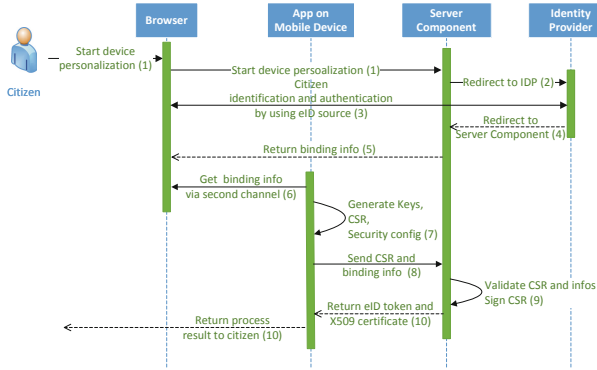 Browser
App on
Mobile Device
Server
Component
Identity
Provider
Citizen
Start device
personalization (1)
Start device persoalization (1)
Citizen
identification and authentication
by using eID source (3)
Redirect to IDP (2)
Redirect to
Server Component (4)
Return binding info (5)
Get binding info
via second channel (6)
Generate Keys,
CSR,
Security config (7)
Send CSR and
binding info (8)
Validate CSR and infos
Sign CSR (9)
Return eID token and
X509 certificate (10)
Return process
result to citizen (10)